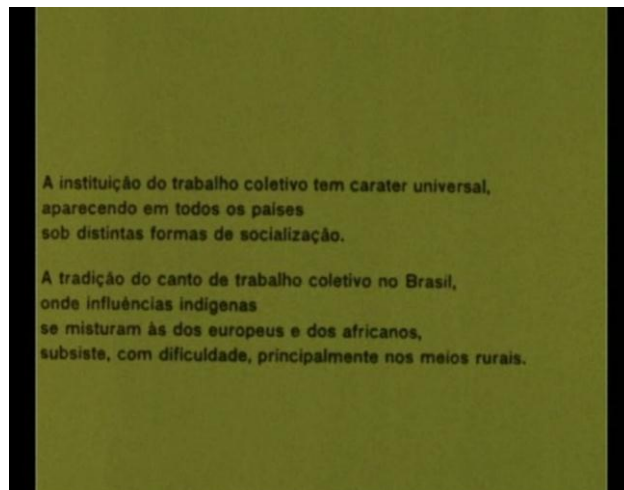 A instituição do trabalho coletivo tem carater universal,
aparecendo em todos os países
sob distintas formas de socialização.
A tradição do canto de trabalho coletivo no Brasil,
onde influências indígenas
se misturam às dos europeus e dos africanos,
subsiste, com dificuldade, principalmente nos meios rurais.